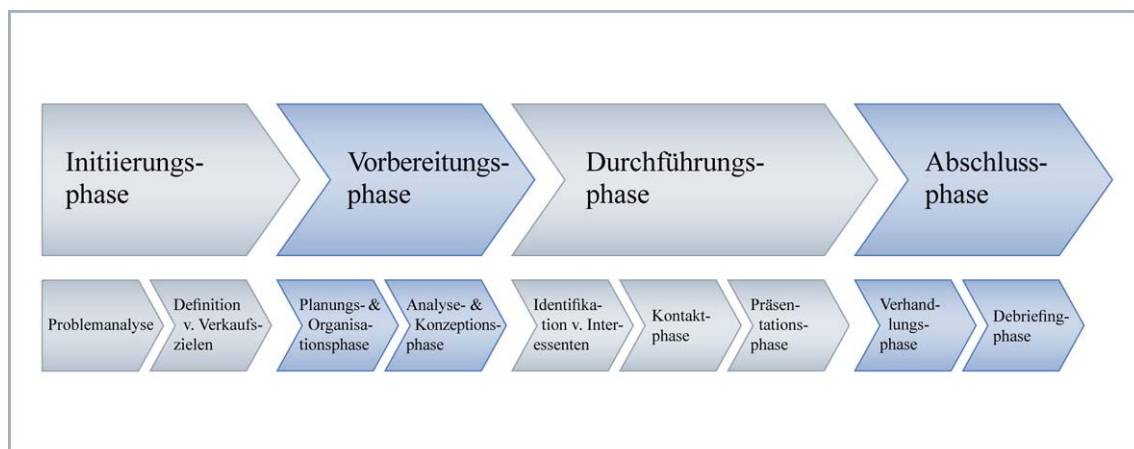 Initiierungs-
phase
Vorbereitungs-
phase
Durchführungs-
phase
Abschluss-
phase
Problemanalyse
Definition
v. Verkaufs-
zielen
Planungs- &
Organisa-
tionsphase
Analyse- &
Konzeptions-
phase
Identifika-
tion v. Inter-
essenten
Kontakt-
phase
Präsen-
tations-
phase
Verhand-
lungs-
phase
Debriefing-
phase